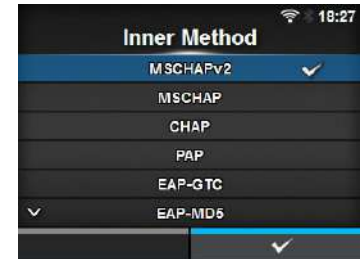 18:27
Inner Method
MSCHAPv2
MSCHAP
CHAP
PAP
EAP-GTC
EAP-MD5